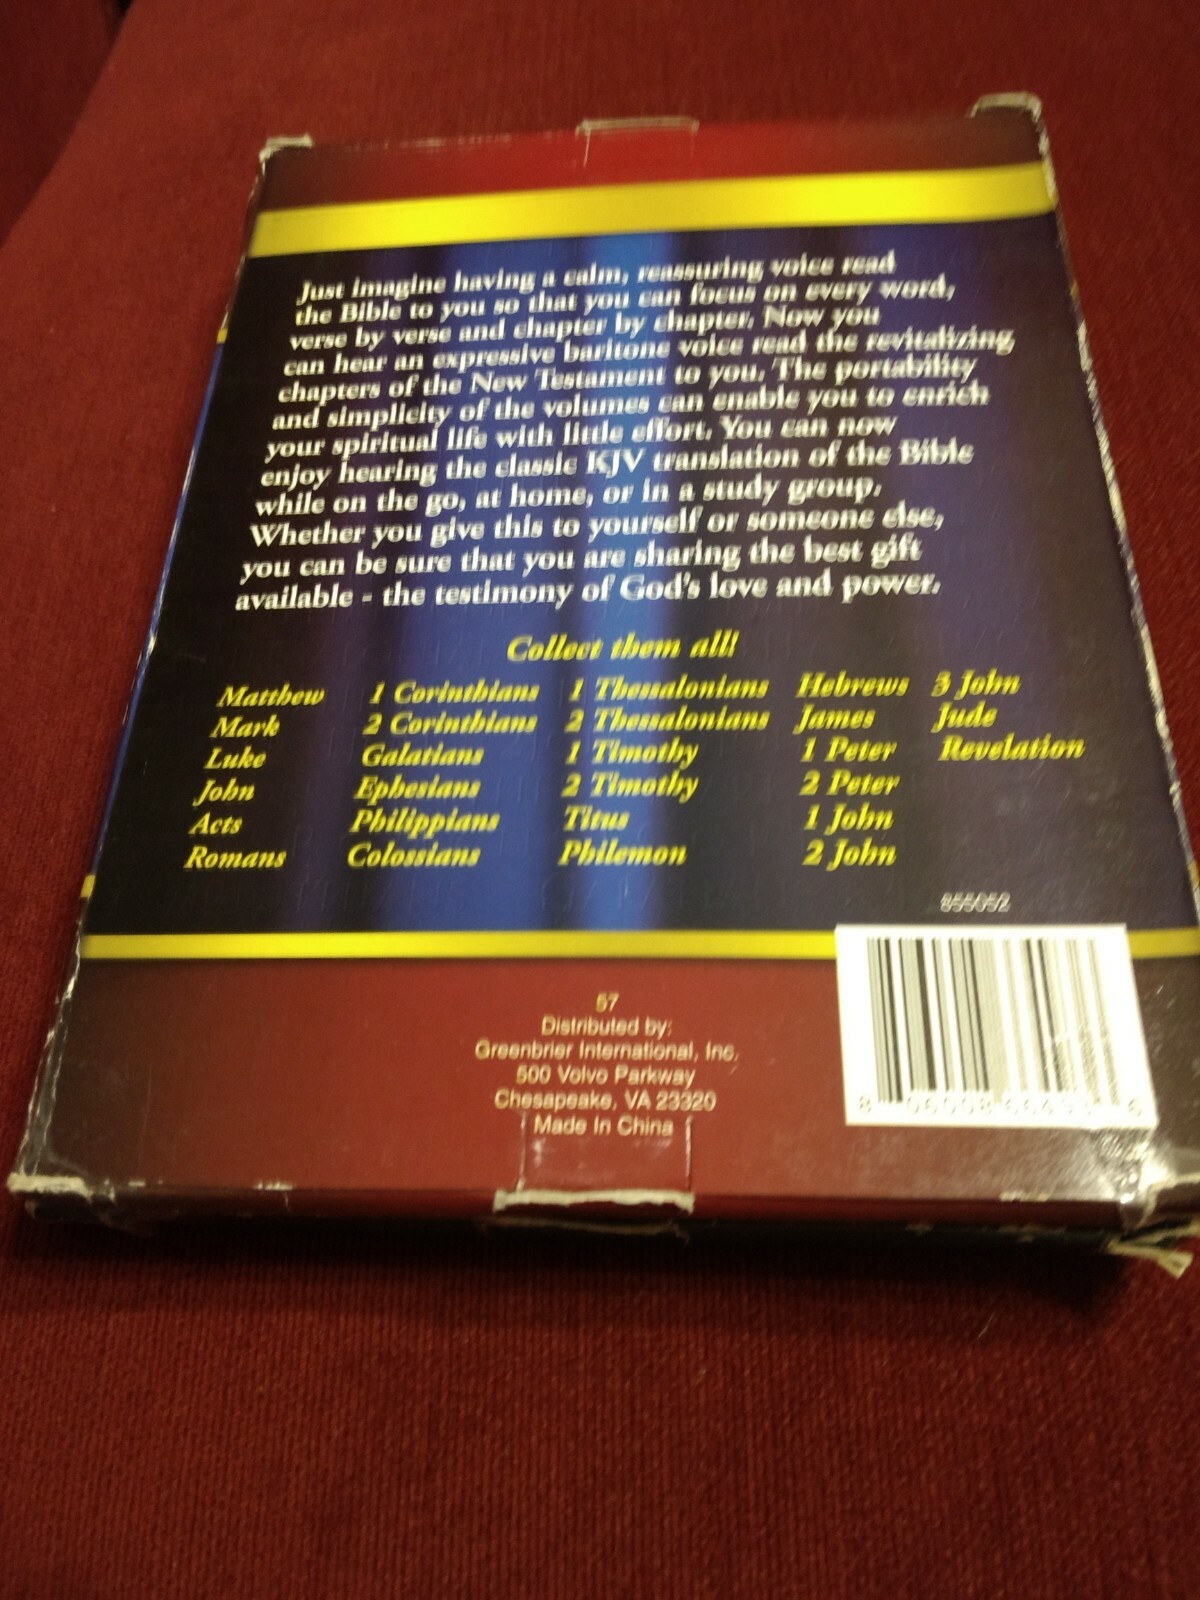 Just imagine having a calm, reassuring voice read
the Bible to you so that you can focus on every word,
verse by verse and chapter by chapter. Now you
can hear an expressive baritone voice read the revitalizing
chapters of the New Testament to you. The portability
and simplicity of the volumes can enable you to enrich
your spiritual life with little effort. You can now
enjoy hearing the classic KJV translation of the Bible
while on the go, at home, or in a study group.
Whether you give this to yourself or someone else,
you can be sure that you are sharing the best gift
available - the testimony of God's love and power.
Collect them all!
Matthew 1 Corinthians 1 Thessalonians Hebrews 3 John
Mark 2 Corinthians 2 Thessalonians James Jude
Luke Galatians 1 Timothy 1 Peter Revelation
John Ephesians 2 Timothy 2 Peter
Acts Philippians Titus 1 John
Romans Colossians Philemon 2 John
855052
57
Distributed by:
Greenbrier International, Inc.
500 Volvo Parkway
Chesapeake, VA 23320
Made In China